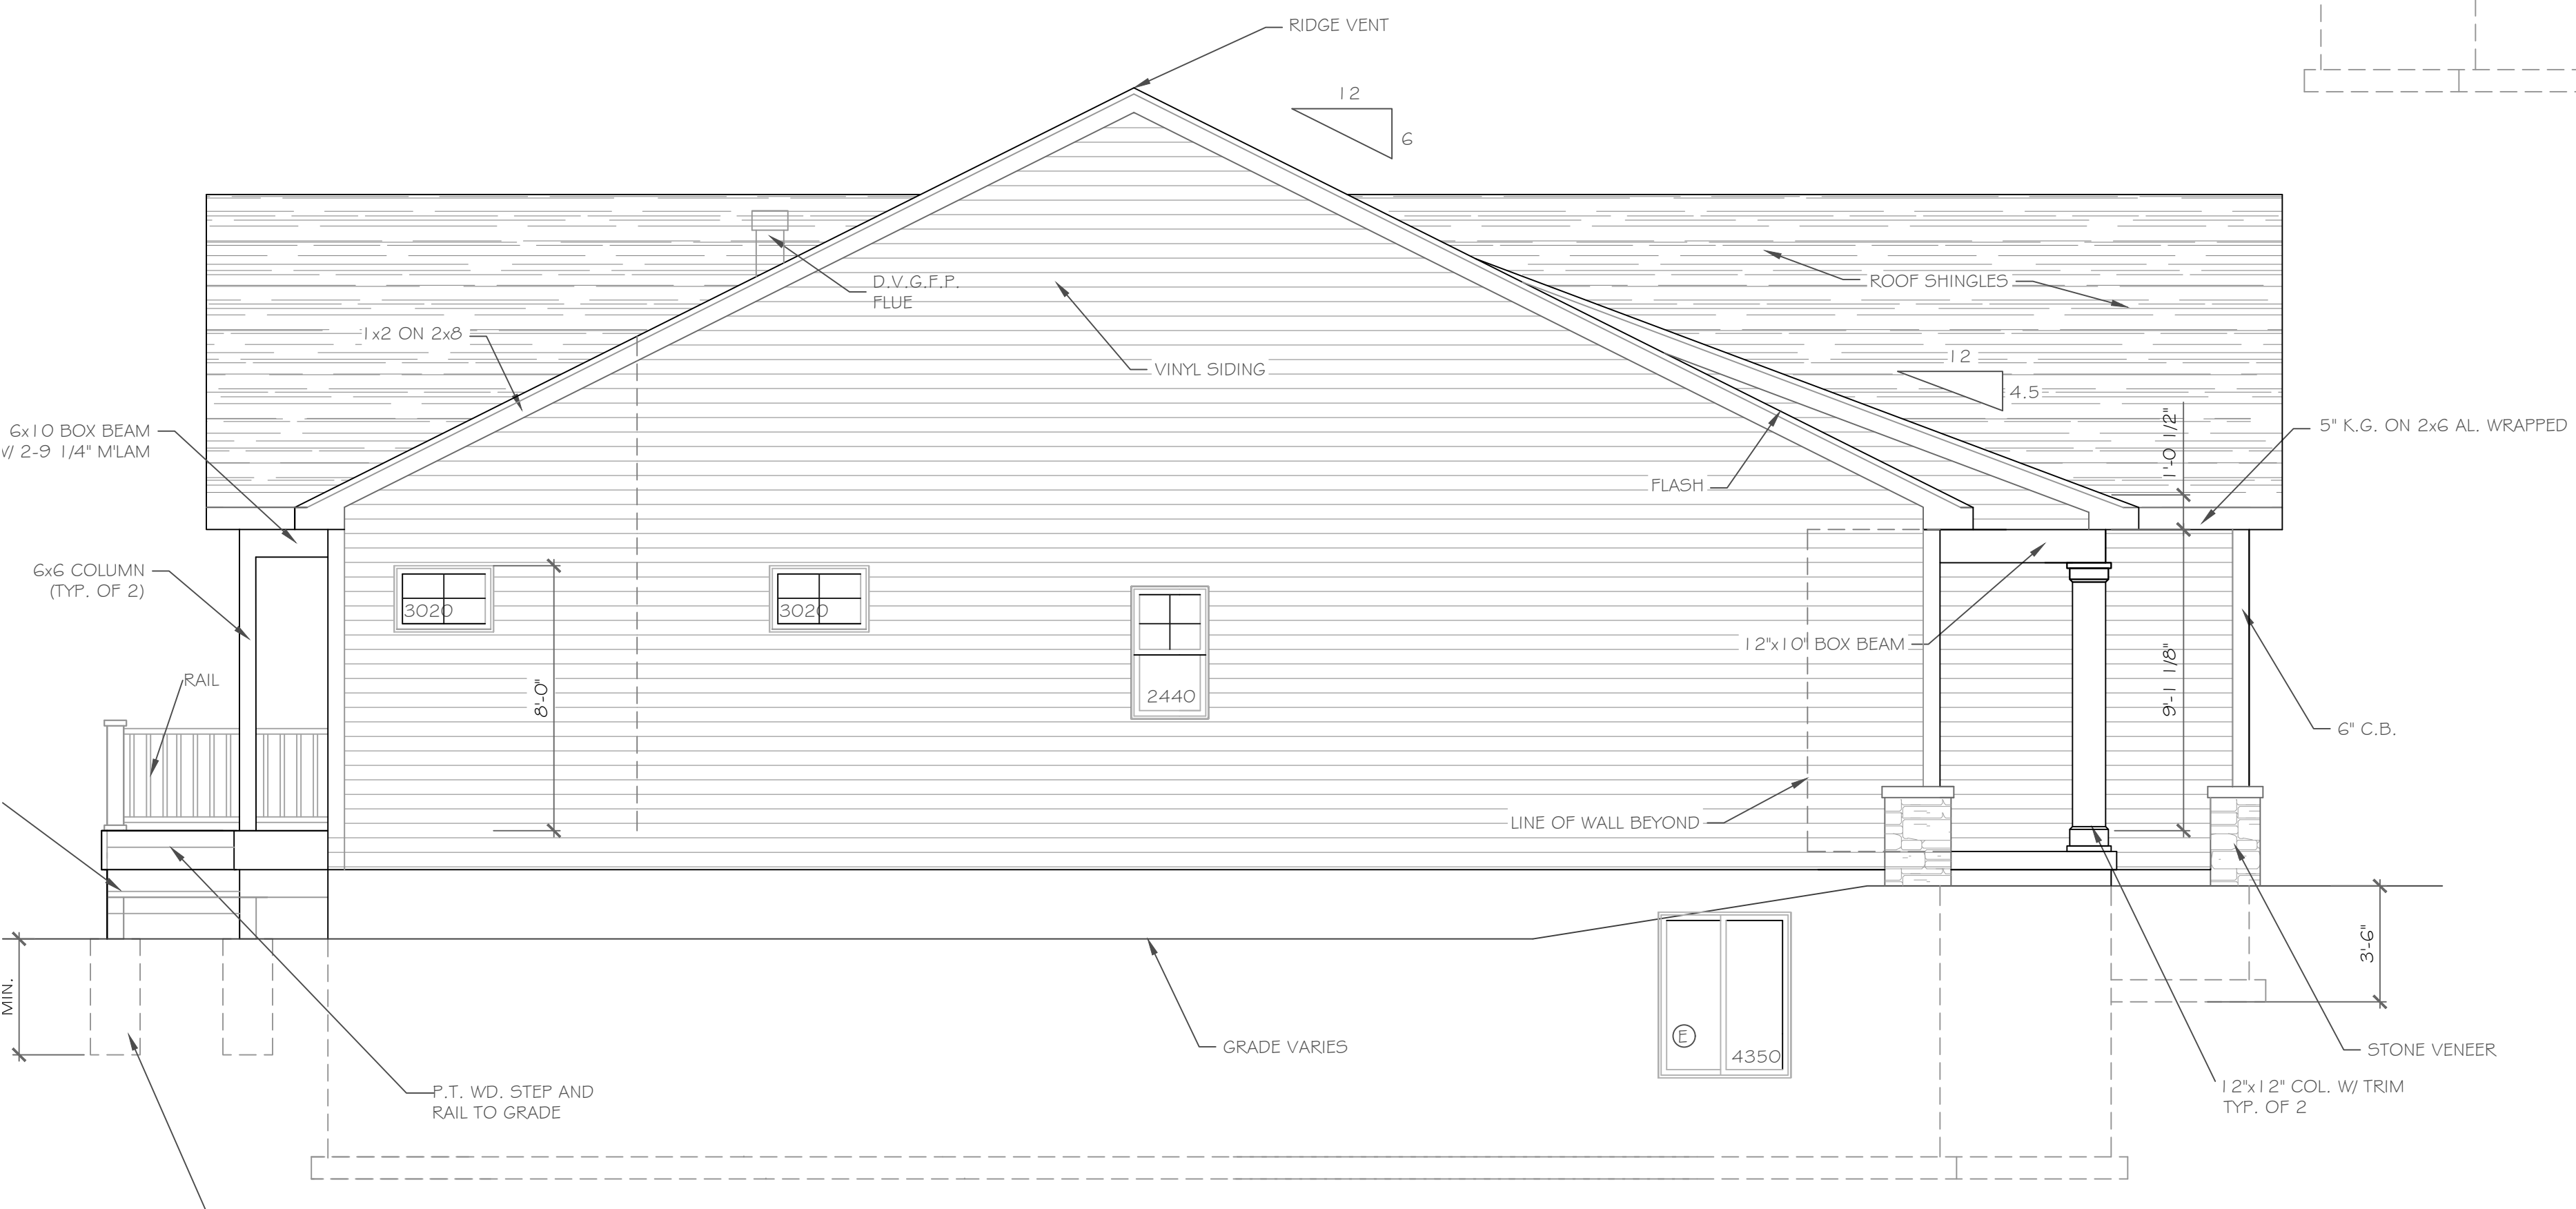 RIDGE VENT
12
6
D.V.G.F.P.
FLUE
ROOF SHINGLES
1x2 ON 2x8
VINYL SIDING
12
4.5
6x10 BOX BEAM
W/ 2-9 1/4" M'LAM
1'-0 1/2"
5" K.G. ON 2x6 AL. WRAPPED
FLASH
6x6 COLUMN
(TYP. OF 2)
3020
3020
12"x10" BOX BEAM
2440
8'-0"
9'-1 1/8"
RAIL
6" C.B.
LINE OF WALL BEYOND
3'-6"
MIN.
E
4350
GRADE VARIES
STONE VENEER
P.T. WD. STEP AND
RAIL TO GRADE
12"x12" COL. W/ TRIM
TYP. OF 2